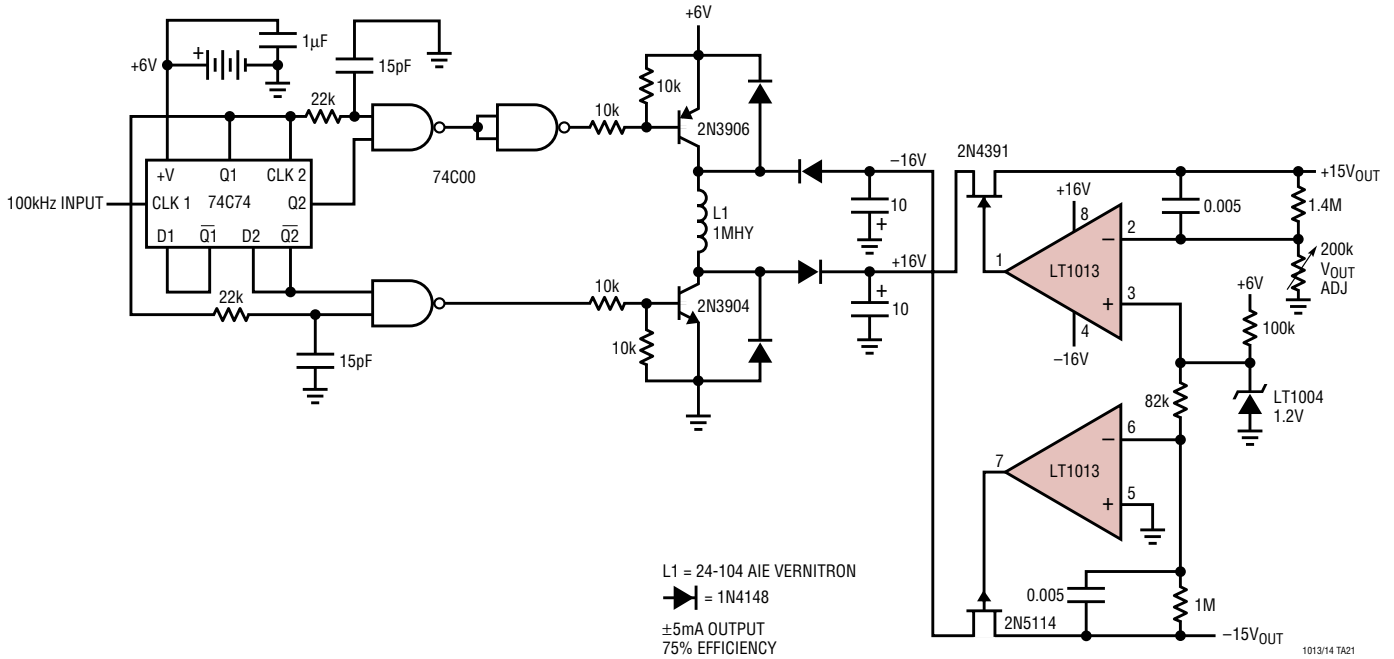 +6V
1µF
+
+6V
15pF
22k
10k
10k
2N3906
74C00
+V
Q1
CLK 2
100kHz INPUT
CLK 1
74C74
Q2
D1
Q1
D2
Q2
22k
15pF
10k
10k
2N3904
L1
1MHY
–16V
10
+
+16V
+
10
2N4391
+15VOUT
+16V
8
0.005
1.4M
2
–
1
LT1013
200k
VOUT
ADJ
3
+
+6V
4
–16V
100k
82k
LT1004
1.2V
6
–
7
LT1013
5
+
L1 = 24-104 AIE VERNITRON
= 1N4148
±5mA OUTPUT
75% EFFICIENCY
0.005
1M
2N5114
–15VOUT
1013/14 TA21